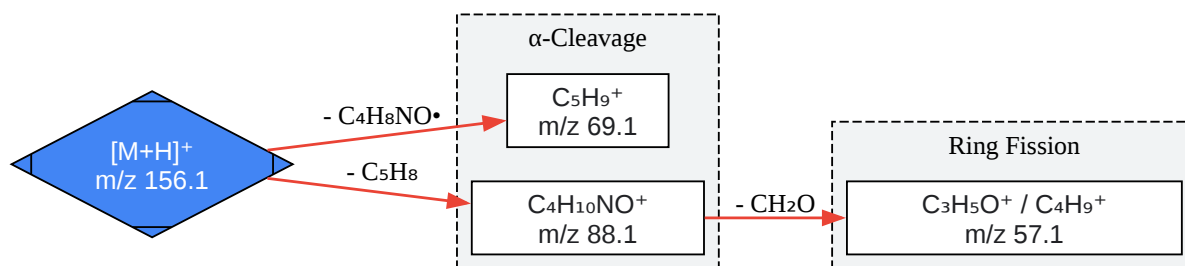 α-Cleavage
C₅H₉⁺
m/z 69.1
- C₄H₈NO•
[M+H]⁺
m/z 156.1
- C₅H₈
C₄H₁₀NO⁺
m/z 88.1
- CH₂O
Ring Fission
C₃H₅O⁺ / C₄H₉⁺
m/z 57.1